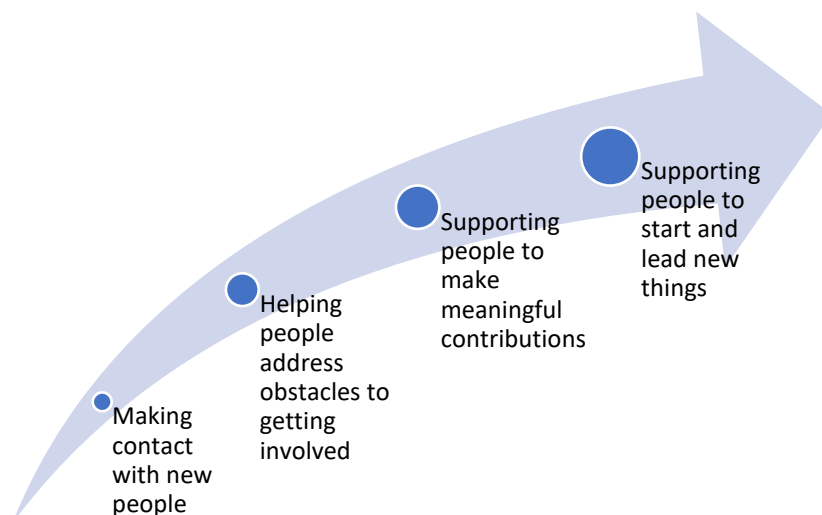 Making
contact
with new
people
Helping
people
address
obstacles to
getting
involved
Supporting
people to
make
meaningful
contributions
Supporting
people to
start and
lead new
things